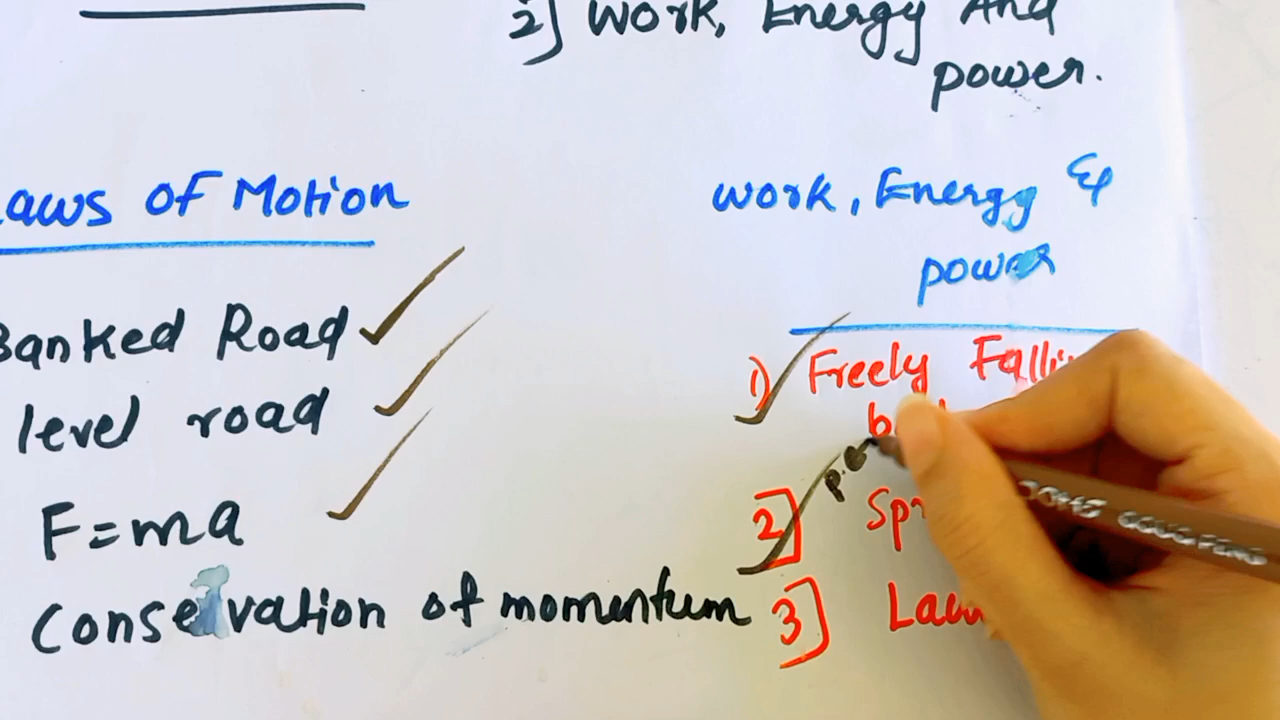 2] Work, Energy And
power.
Laws of Motion
Banked Road
level road
F=ma
Conservation of momentum
work, Energy &
power
1) Freely
2]
3]